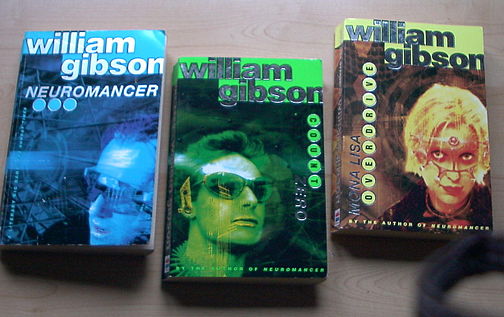 william
gibson
NEUROMANCER
william
gibson
COUNT
ZERO
BY THE AUTHOR OF NEUROMANCER
william
gibson
MONA LISA
OVERDRIVE
BY THE AUTHOR OF NEUROMANCER